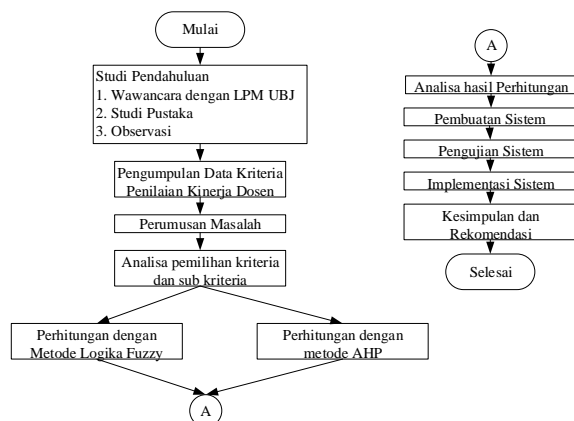 Mulai
Studi Pendahuluan
1. Wawancara dengan LPM UBJ
2. Studi Pustaka
3. Observasi
Pengumpulan Data Kriteria
Penilaian Kinerja Dosen
Perumusan Masalah
Analisa pemilihan kriteria
dan sub kriteria
Perhitungan dengan
Metode Logika Fuzzy
Perhitungan dengan
metode AHP
A
A
Analisa hasil Perhitungan
Pembuatan Sistem
Pengujian Sistem
Implementasi Sistem
Kesimpulan dan
Rekomendasi
Selesai